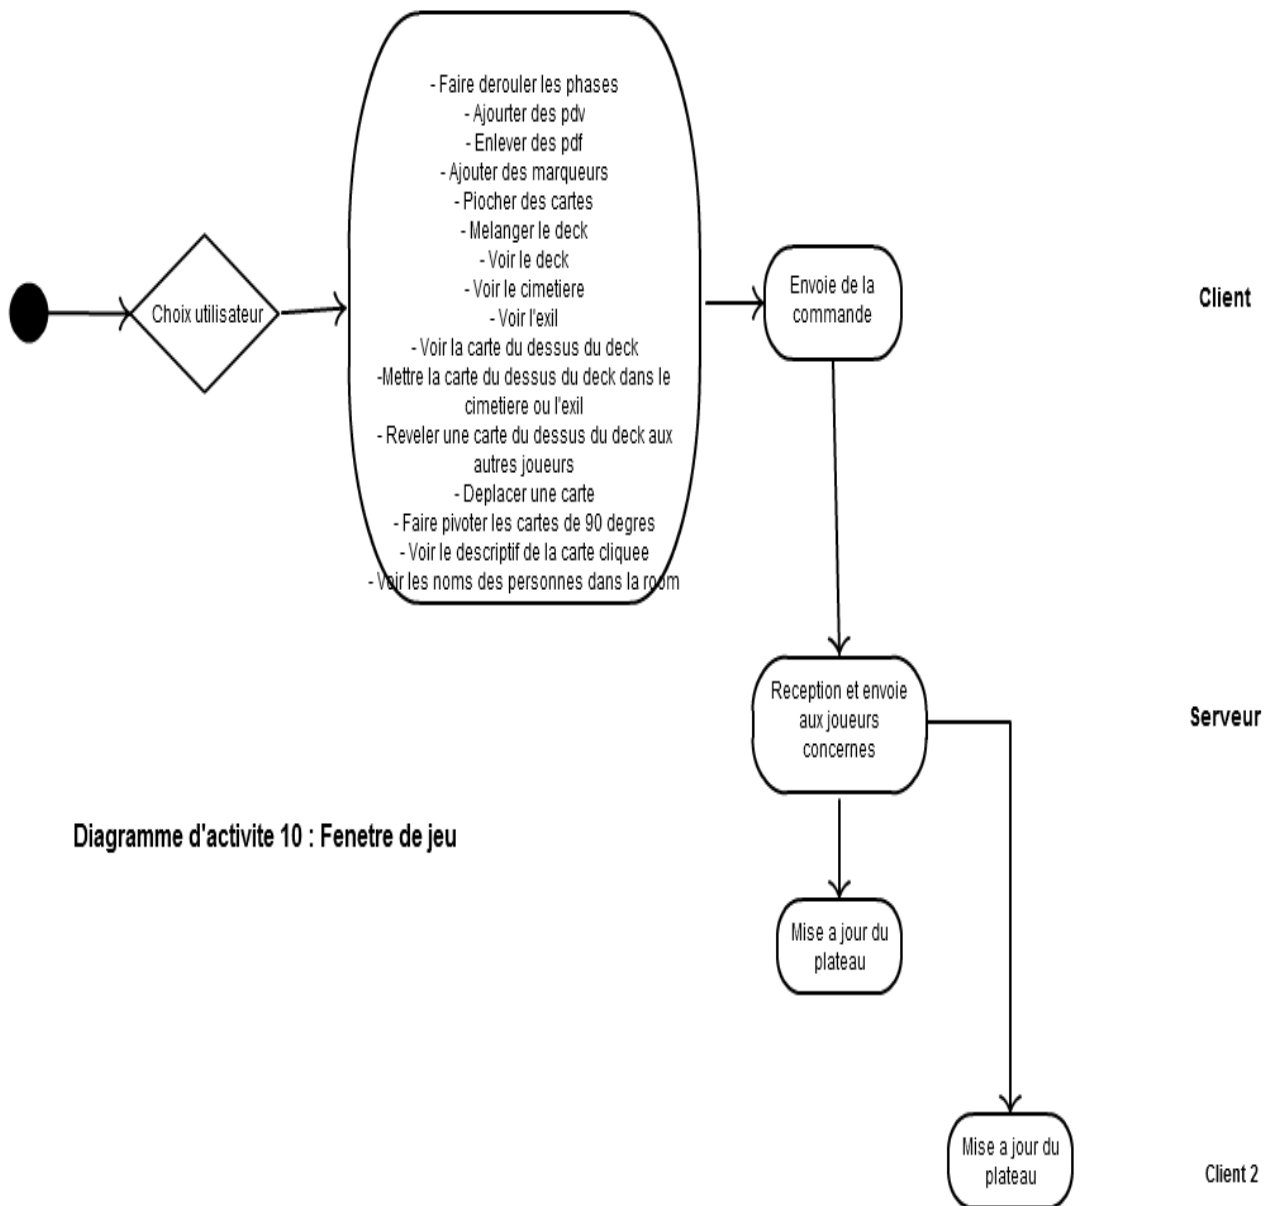 - Faire derouler les phases
- Ajourter des pdv
- Enlever des pdf
- Ajouter des marqueurs
- Piocher des cartes
- Melanger le deck
- Voir le deck
- Voir le cimetiere
- Voir l'exil
- Voir la carte du dessus du deck
-Mettre la carte du dessus du deck dans le
cimetiere ou l'exil
- Reveler une carte du dessus du deck aux
autres joueurs
- Deplacer une carte
- Faire pivoter les cartes de 90 degres
- Voir le descriptif de la carte cliquee
- Voir les noms des personnes dans la room
Choix utilisateur
Envoie de la
commande
Client
Reception et envoie
aux joueurs
concernes
Serveur
Diagramme d'activite 10 : Fenetre de jeu
Mise a jour du
plateau
Mise a jour du
plateau
Client 2